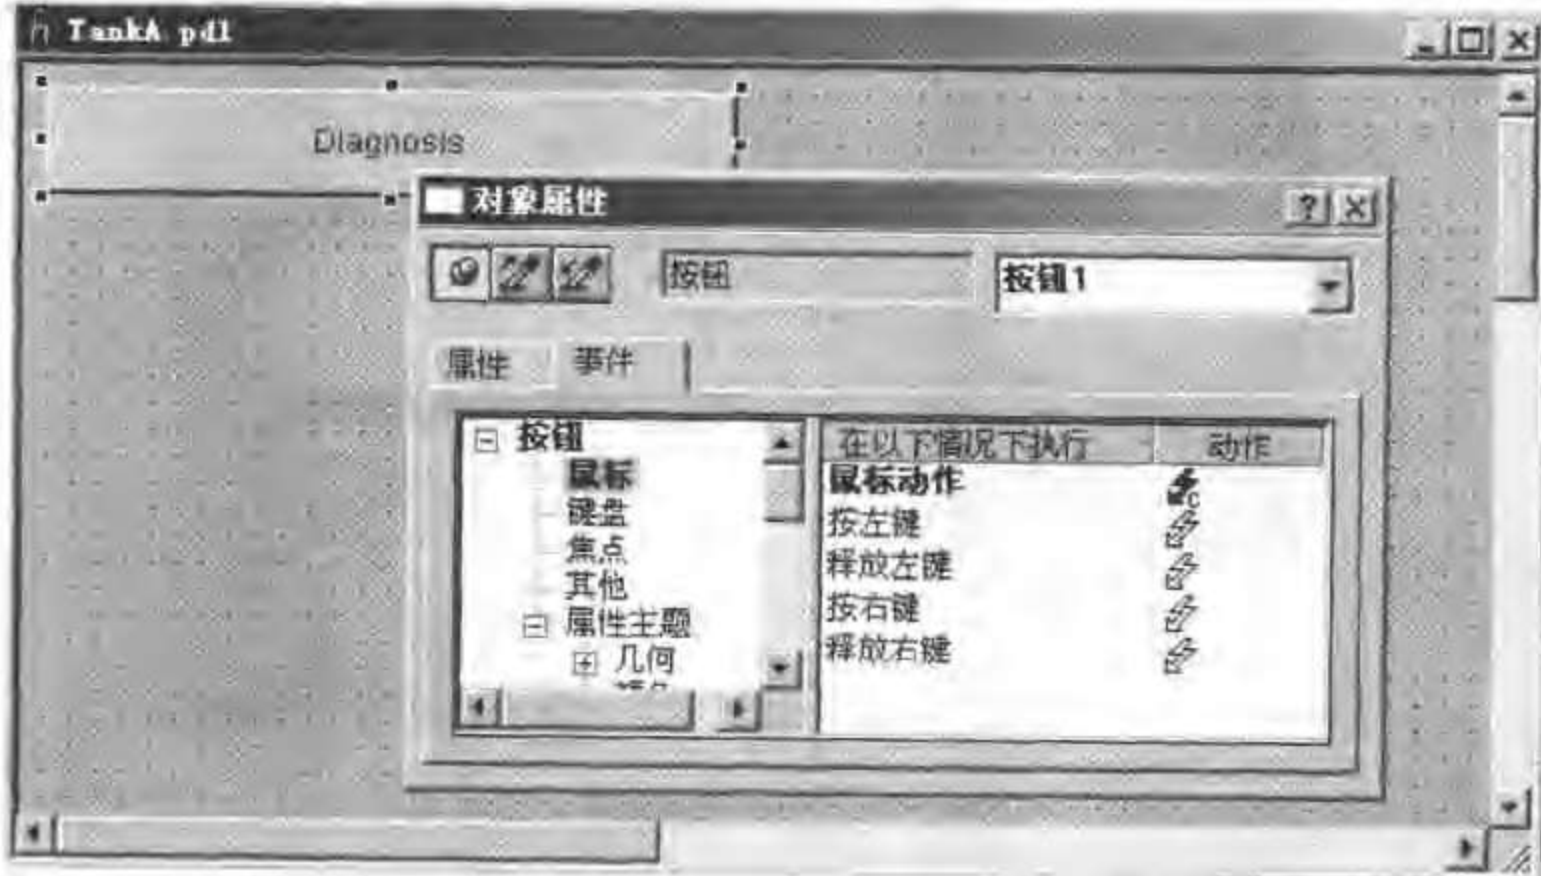 TankA pdl
Diagnosis
对象属性
按钮
按钮1
属性
事件
按钮
鼠标
键盘
焦点
其他
属性主题
几何
在以下情况下执行
动作
鼠标动作
按左键
释放左键
按右键
释放右键